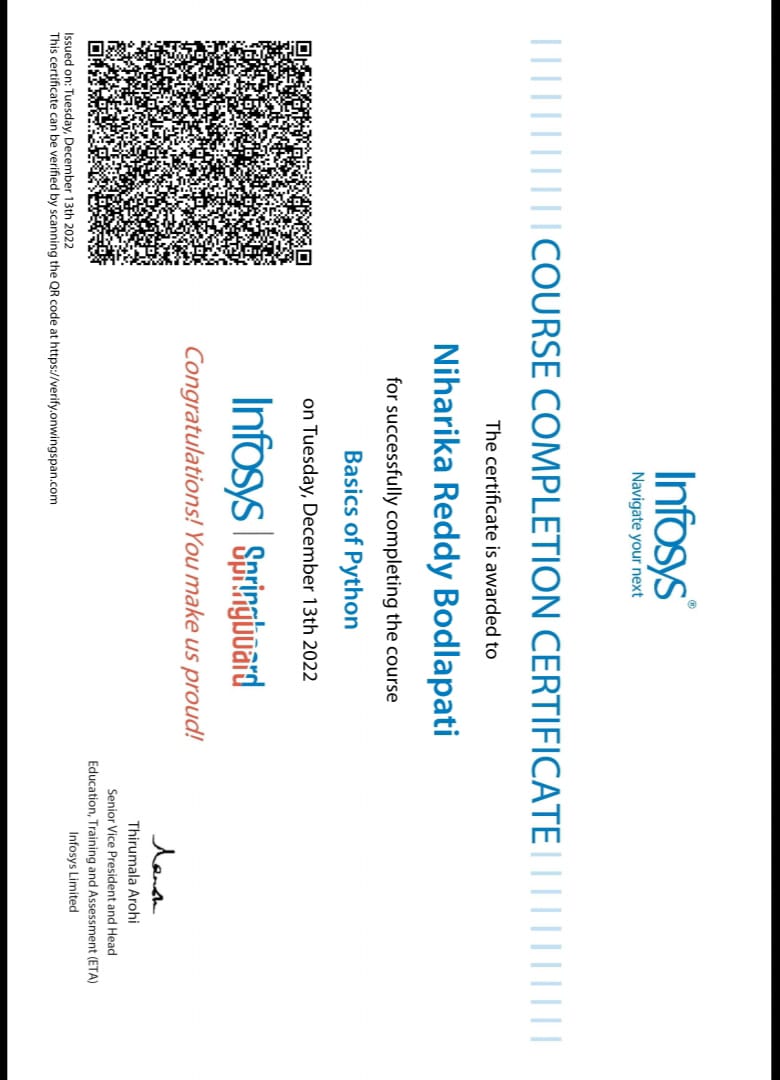 Infosys®
Navigate your next
COURSE COMPLETION CERTIFICATE
The certificate is awarded to
Niharika Reddy Bodlapati
for successfully completing the course
Basics of Python
on Tuesday, December 13th 2022
Infosys | Springboard
Congratulations! You make us proud!
Thirumala Arohi
Senior Vice President and Head
Education, Training and Assessment (ETA)
Infosys Limited
Issued on: Tuesday, December 13th 2022
This certificate can be verified by scanning the QR code at https://verify.onwingspan.com